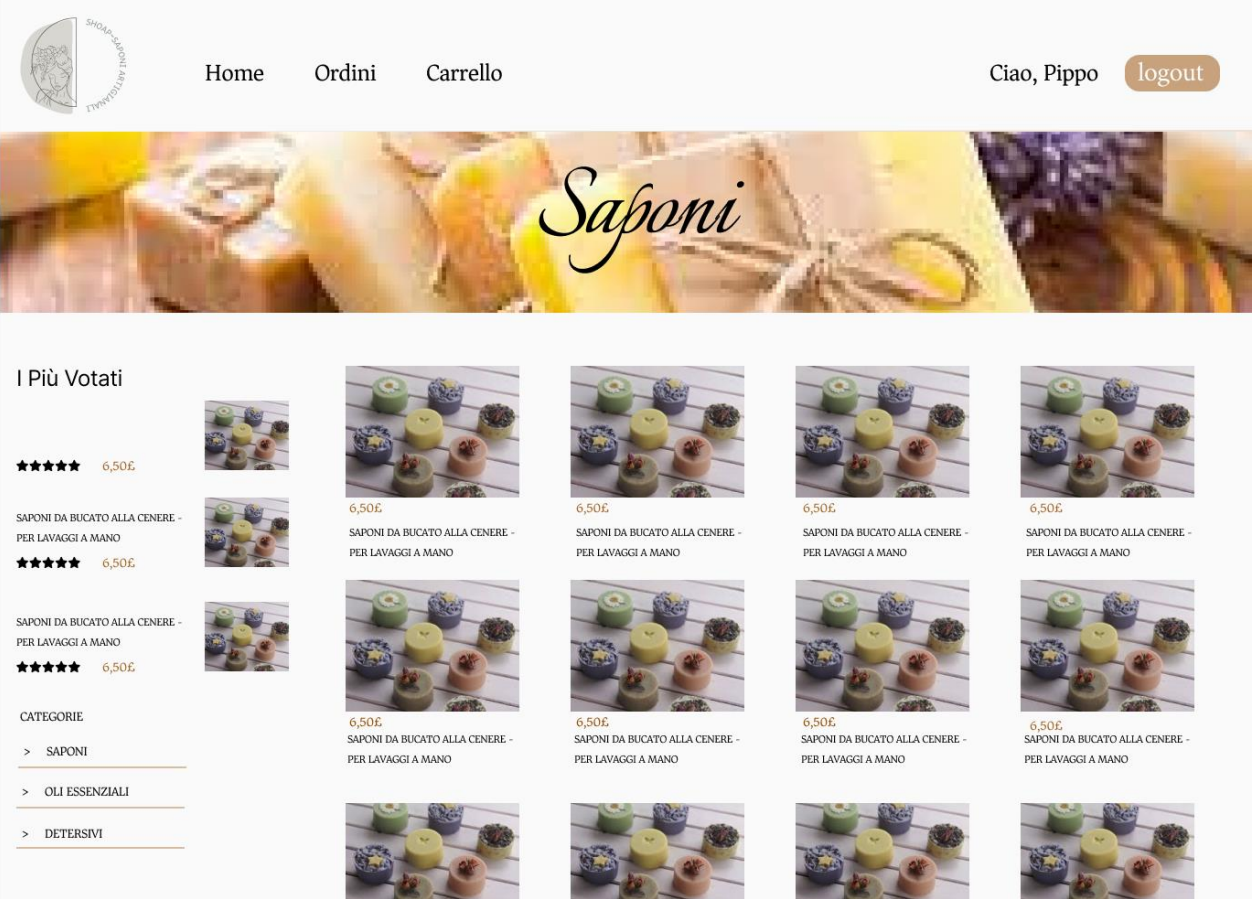 SHOAP-SAPONI ARTIGIANALI
Home
Ordini
Carrello
Ciao, Pippo
logout
Saponi
I Più Votati
★★★★★ 6,50£
SAPONI DA BUCATO ALLA CENERE -
PER LAVAGGI A MANO
★★★★★ 6,50£
SAPONI DA BUCATO ALLA CENERE -
PER LAVAGGI A MANO
★★★★★ 6,50£
CATEGORIE
> SAPONI
> OLI ESSENZIALI
> DETERSIVI
6,50£
SAPONI DA BUCATO ALLA CENERE -
PER LAVAGGI A MANO
6,50£
SAPONI DA BUCATO ALLA CENERE -
PER LAVAGGI A MANO
6,50£
SAPONI DA BUCATO ALLA CENERE -
PER LAVAGGI A MANO
6,50£
SAPONI DA BUCATO ALLA CENERE -
PER LAVAGGI A MANO
6,50£
SAPONI DA BUCATO ALLA CENERE -
PER LAVAGGI A MANO
6,50£
SAPONI DA BUCATO ALLA CENERE -
PER LAVAGGI A MANO
6,50£
SAPONI DA BUCATO ALLA CENERE -
PER LAVAGGI A MANO
6,50£
SAPONI DA BUCATO ALLA CENERE -
PER LAVAGGI A MANO